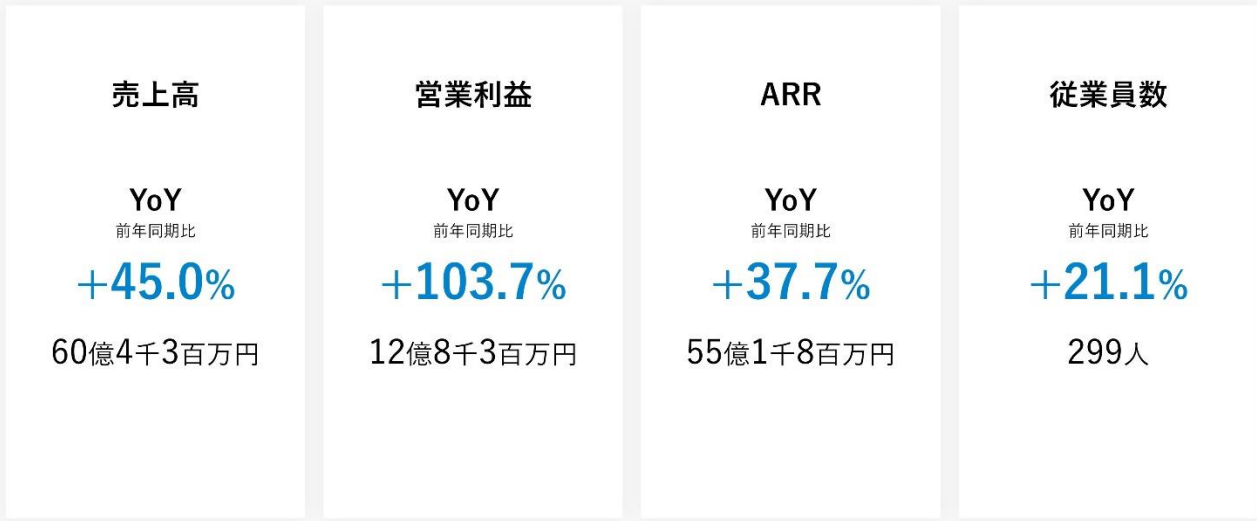 売上高
YoY
前年同期比
+45.0%
60億4千3百万円
営業利益
YoY
前年同期比
+103.7%
12億8千3百万円
ARR
YoY
前年同期比
+37.7%
55億1千8百万円
従業員数
YoY
前年同期比
+21.1%
299人